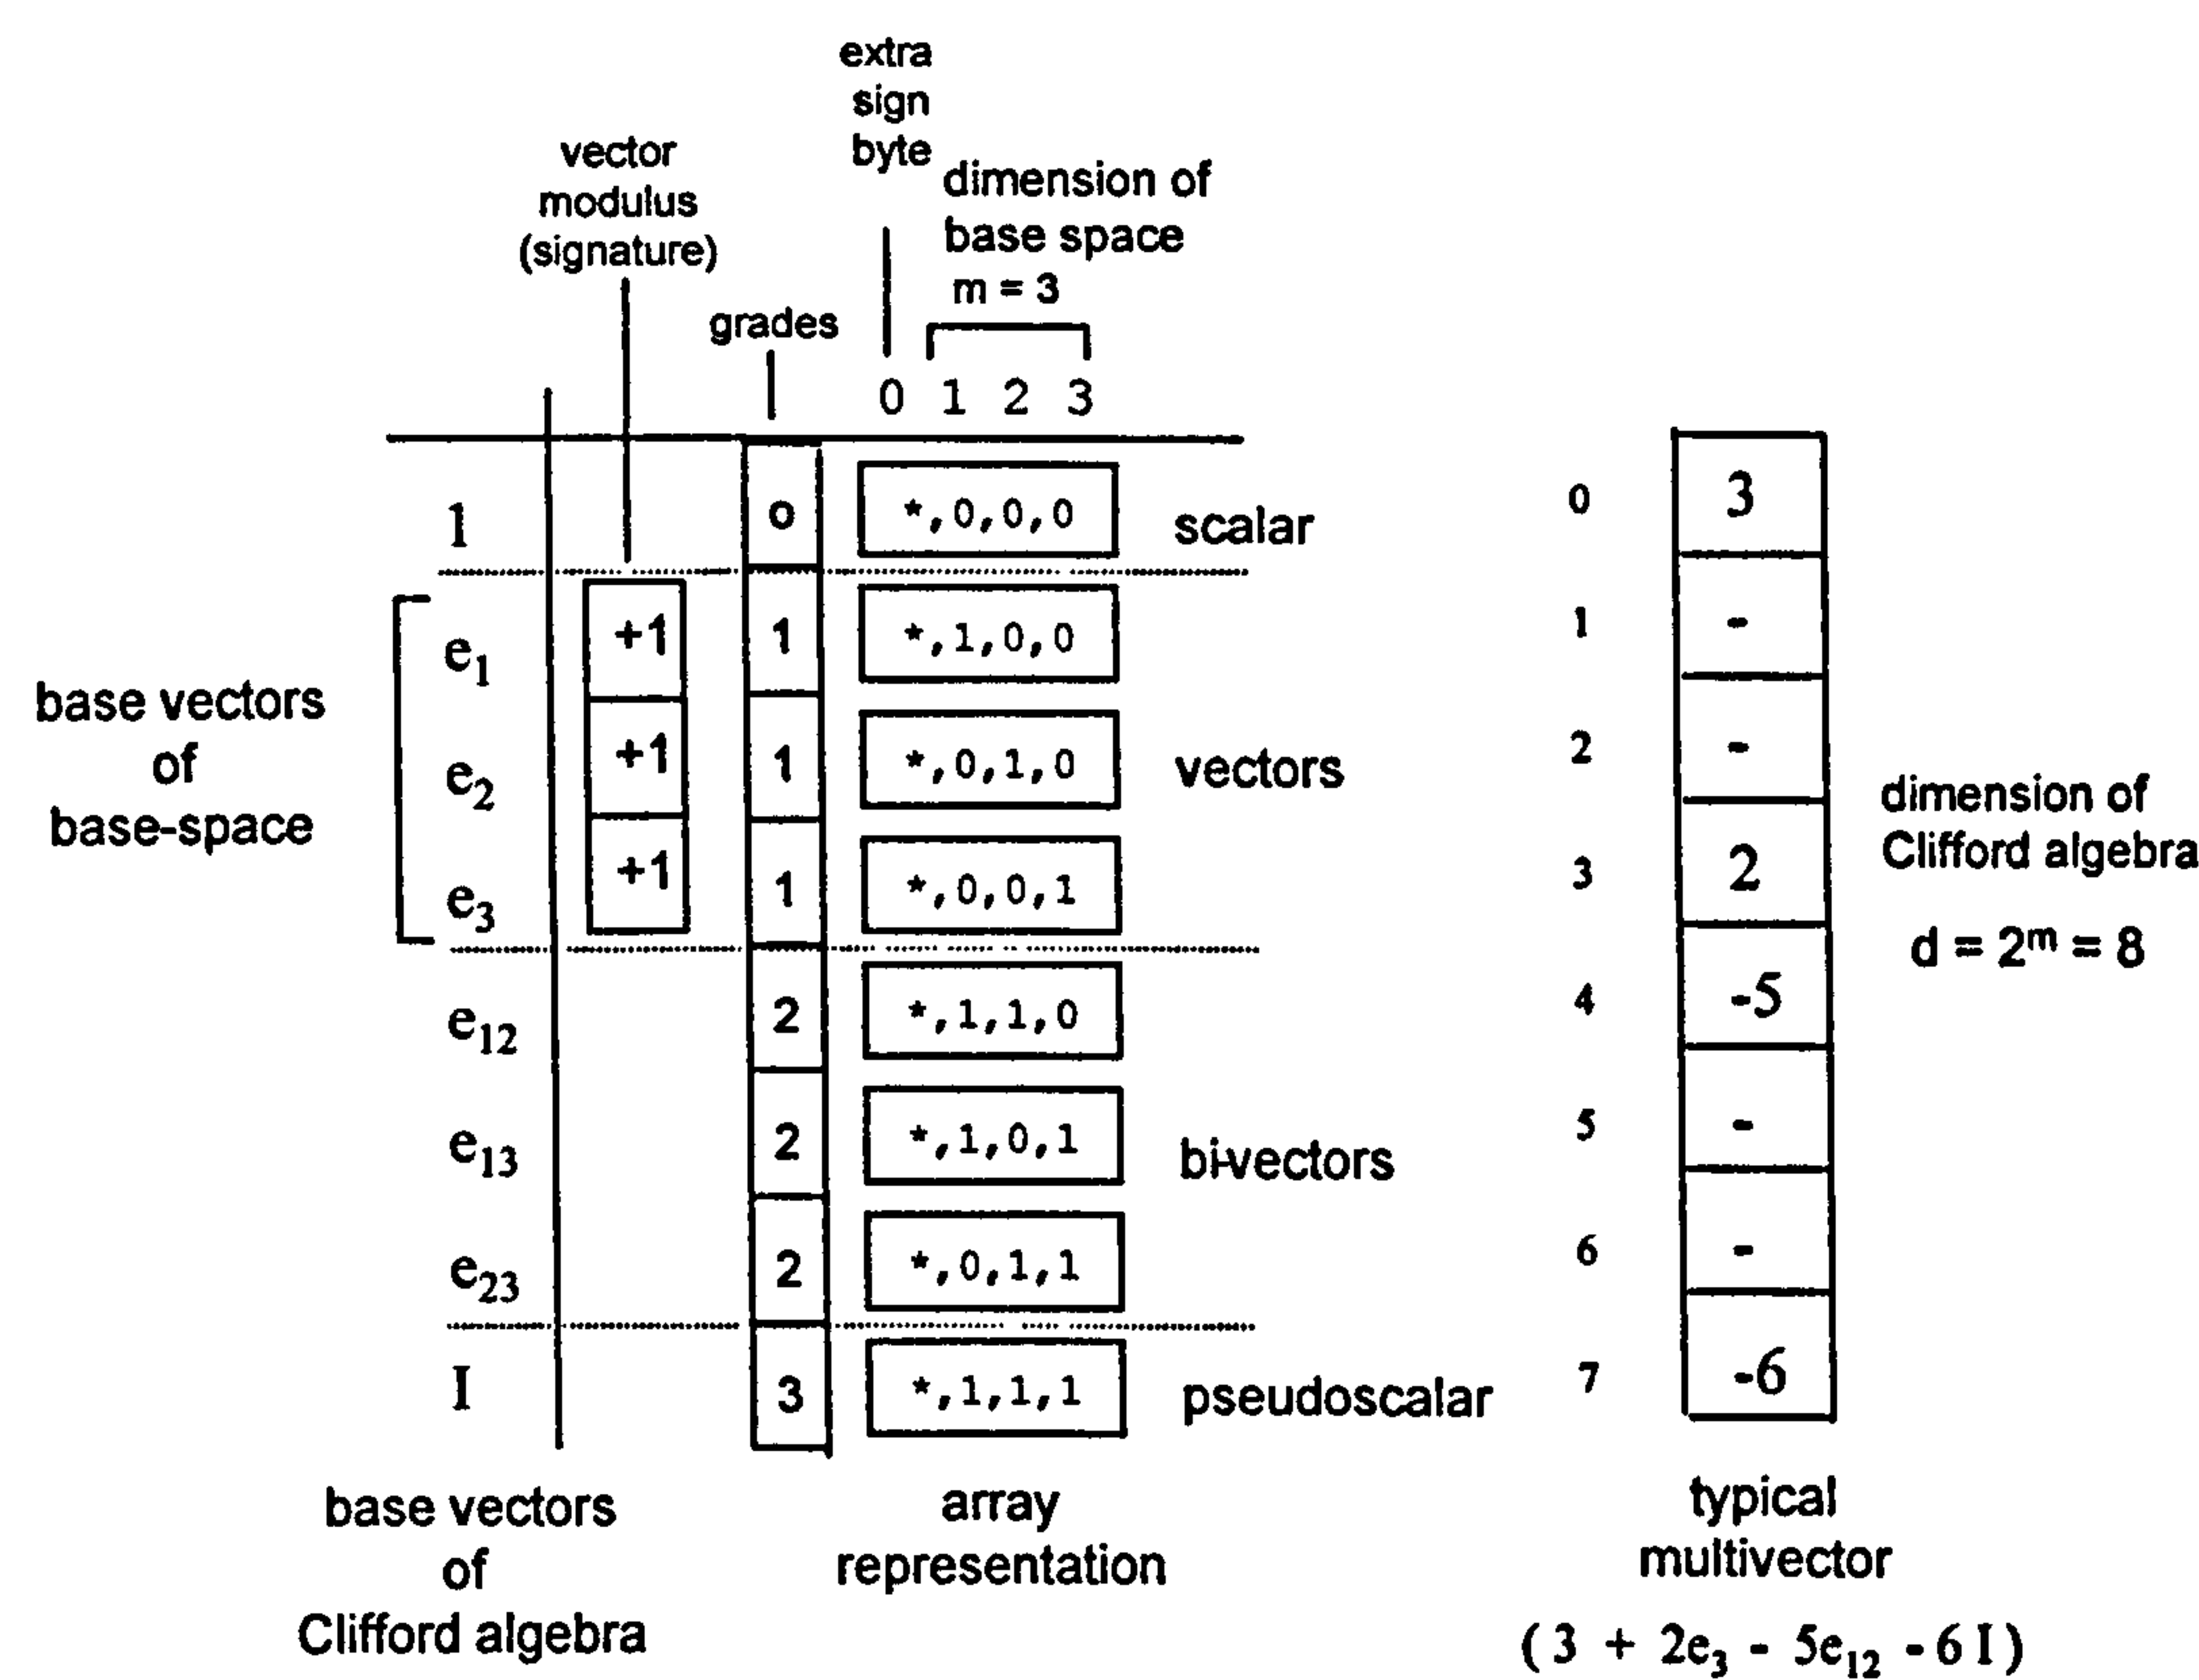 extra
sign
byte
vector
modulus
(signature)
dimension of
base space
m = 3
grades
0 1 2 3
1 0 *,0,0,0 scalar
e₁ +1 1 *,1,0,0
e₂ +1 1 *,0,1,0 vectors
e₃ +1 1 *,0,0,1
base vectors
of
base-space
e₁₂ 2 *,1,1,0
e₁₃ 2 *,1,0,1 bi-vectors
e₂₃ 2 *,0,1,1
I 3 *,1,1,1 pseudoscalar
base vectors
of
Clifford algebra
array
representation
0 3
1 -
2 -
3 2
4 -5
5 -
6 -
7 -6
dimension of
Clifford algebra
d = 2ᵐ = 8
typical
multivector
( 3 + 2e₃ - 5e₁₂ - 6 I )